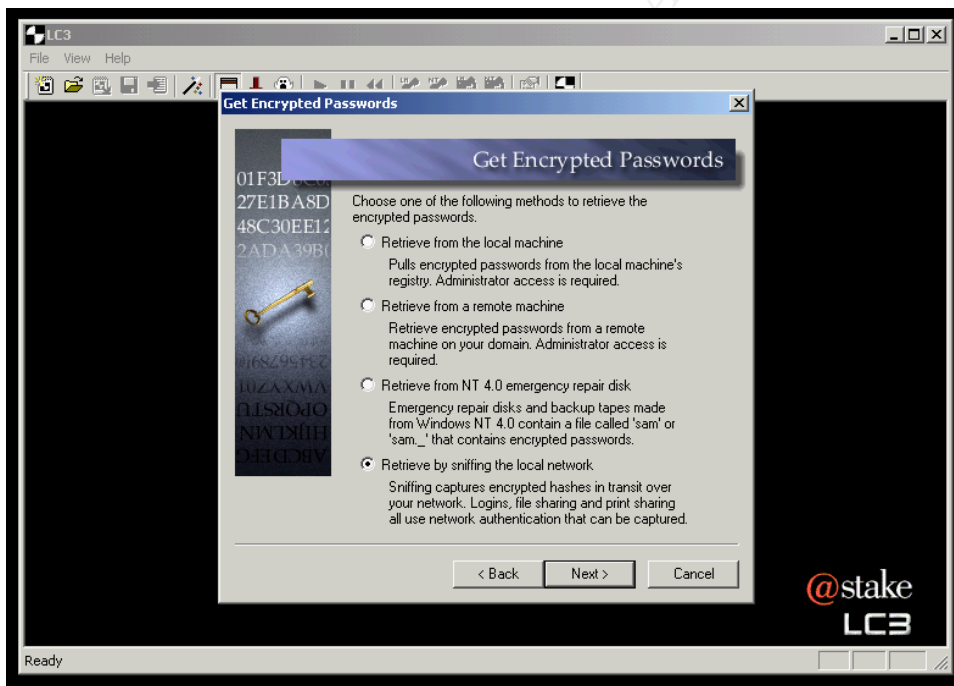 LC3
File View Help
Get Encrypted Passwords
Get Encrypted Passwords
01F3D
27E1BA8D
48C30EE12
2ADA39B(
Choose one of the following methods to retrieve the
encrypted passwords.
Retrieve from the local machine
Pulls encrypted passwords from the local machine's
registry. Administrator access is required.
Retrieve from a remote machine
Retrieve encrypted passwords from a remote
machine on your domain. Administrator access is
required.
Retrieve from NT 4.0 emergency repair disk
Emergency repair disks and backup tapes made
from Windows NT 4.0 contain a file called 'sam' or
'sam._' that contains encrypted passwords.
Retrieve by sniffing the local network
Sniffing captures encrypted hashes in transit over
your network. Logins, file sharing and print sharing
all use network authentication that can be captured.
< Back Next > Cancel
@stake
LC3
Ready